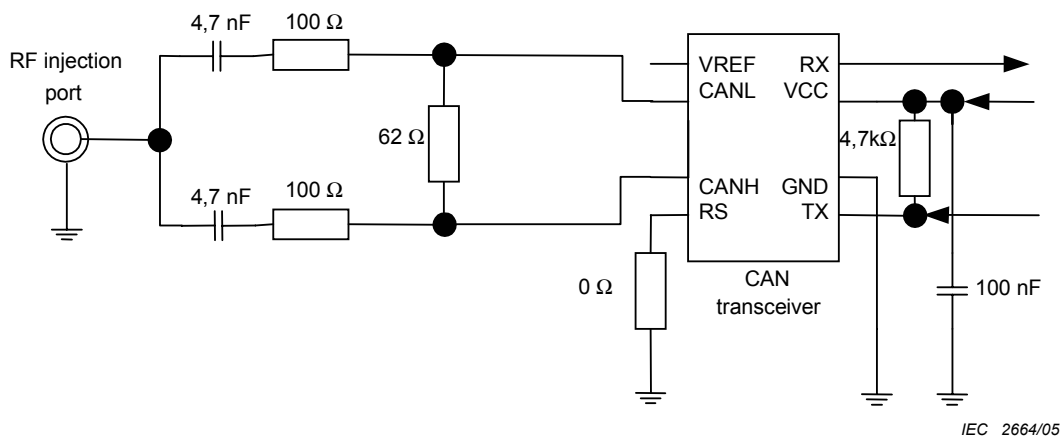 4,7 nF
100 Ω
RF injection
port
62 Ω
4,7 nF
100 Ω
VREF
CANL
CANH
RS
RX
VCC
GND
TX
4,7kΩ
0 Ω
CAN
transceiver
100 nF
IEC 2664/05